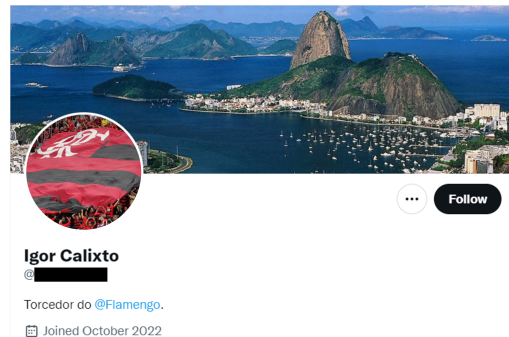 Follow
Igor Calixto
@
Torcedor do @Flamengo.
Joined October 2022